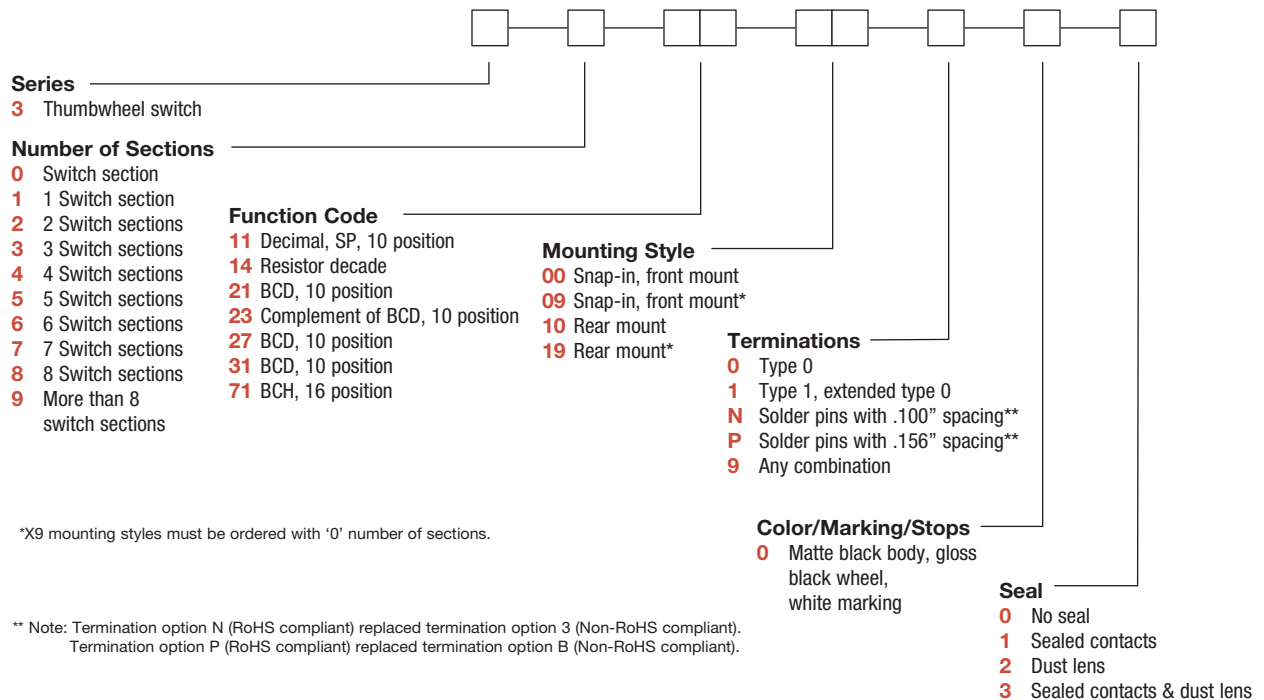 Series
3 Thumbwheel switch
Number of Sections
0 Switch section
1 1 Switch section
2 2 Switch sections
3 3 Switch sections
4 4 Switch sections
5 5 Switch sections
6 6 Switch sections
7 7 Switch sections
8 8 Switch sections
9 More than 8
switch sections
Function Code
11 Decimal, SP, 10 position
14 Resistor decade
21 BCD, 10 position
23 Complement of BCD, 10 position
27 BCD, 10 position
31 BCD, 10 position
71 BCH, 16 position
Mounting Style
00 Snap-in, front mount
09 Snap-in, front mount*
10 Rear mount
19 Rear mount*
Terminations
0 Type 0
1 Type 1, extended type 0
N Solder pins with .100” spacing**
P Solder pins with .156” spacing**
9 Any combination
Color/Marking/Stops
0 Matte black body, gloss
black wheel,
white marking
Seal
0 No seal
1 Sealed contacts
2 Dust lens
3 Sealed contacts & dust lens
*X9 mounting styles must be ordered with ‘0’ number of sections.
** Note: Termination option N (RoHS compliant) replaced termination option 3 (Non-RoHS compliant).
Termination option P (RoHS compliant) replaced termination option B (Non-RoHS compliant).